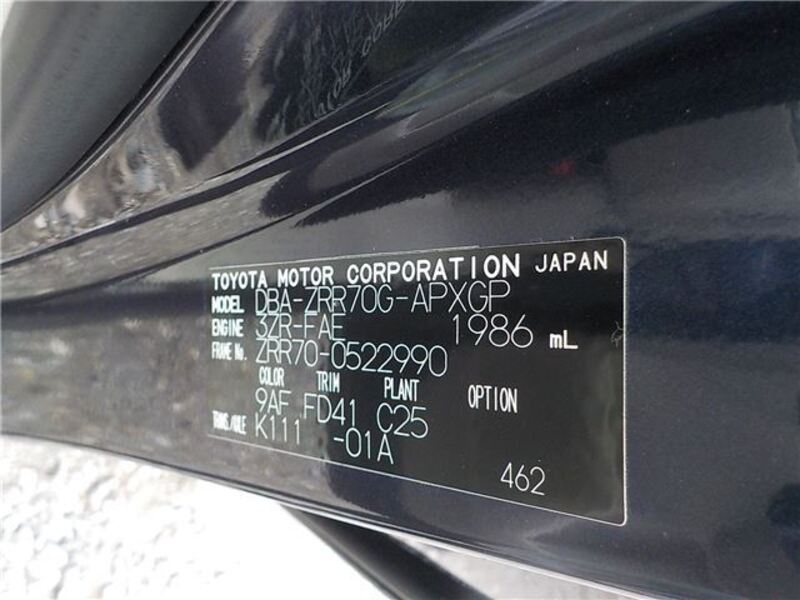 TOYOTA MOTOR CORPORATION JAPAN
MODEL DBA-ZRR70G-APXGP
ENGINE 3ZR-FAE 1986 mL
FRAME No. ZRR70-0522990
COLOR TRIM PLANT OPTION
9AF FD41 C25
TRANS./AXLE K111 -01A
462